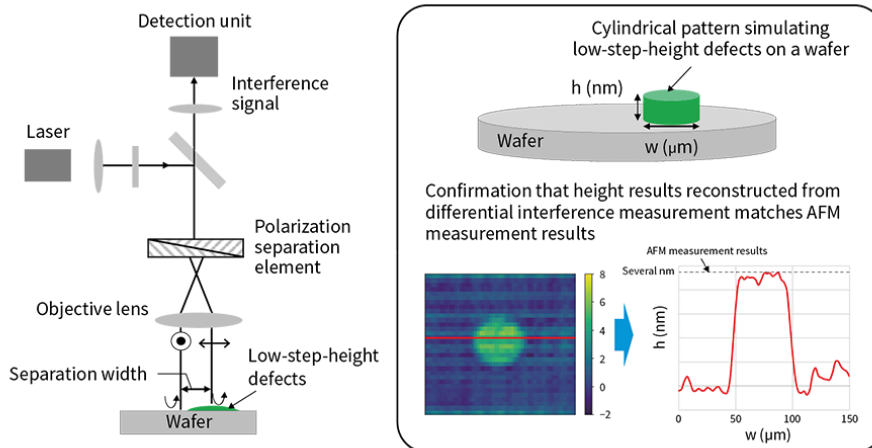 Detection unit
Interference
signal
Laser
Polarization
separation
element
Objective lens
Separation width
Low-step-height
defects
Wafer
Cylindrical pattern simulating
low-step-height defects on a wafer
h (nm)
Wafer
w (μm)
Confirmation that height results reconstructed from
differential interference measurement matches AFM
measurement results
8
6
4
2
0
−2
AFM measurement results
Several nm
h (nm)
0
50
100
150
w (μm)